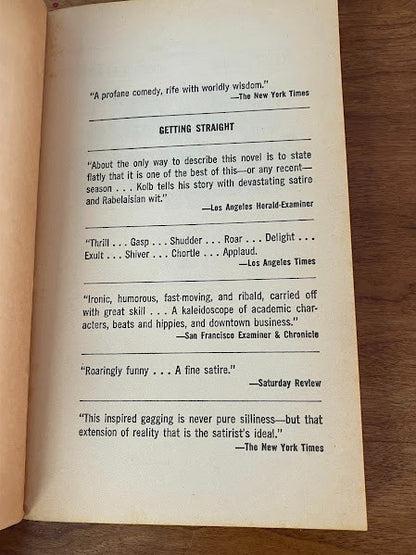 “A profane comedy, rife with worldly wisdom.”
—The New York Times
GETTING STRAIGHT
“About the only way to describe this novel is to state
flatly that it is one of the best of this—or any recent—
season . . . Kolb tells his story with devastating satire
and Rabelaisian wit.”
—Los Angeles Herald-Examiner
“Thrill . . . Gasp . . . Shudder . . . Roar . . . Delight . . .
Exult . . . Shiver . . . Chortle . . . Applaud.
—Los Angeles Times
“Ironic, humorous, fast-moving, and ribald, carried off
with great skill . . . A kaleidoscope of academic char-
acters, beats and hippies, and downtown business.”
—San Francisco Examiner & Chronicle
“Roaringly funny . . . A fine satire.”
—Saturday Review
“This inspired gagging is never pure silliness—but that
extension of reality that is the satirist’s ideal.”
—The New York Times